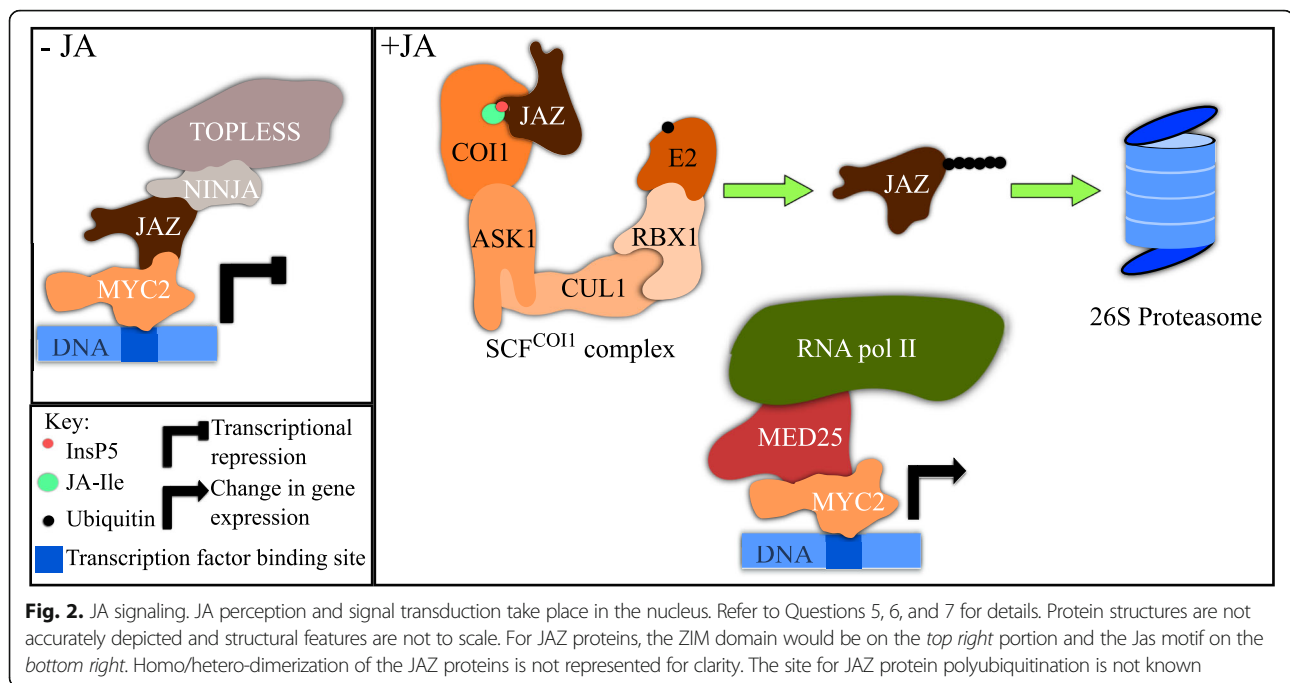 - JA
TOPLESS
NINJA
JAZ
MYC2
DNA
Key:
InsP5
JA-Ile
Ubiquitin
Transcriptional
repression
Change in gene
expression
Transcription factor binding site
+JA
JAZ
COI1
ASK1
CUL1
RBX1
E2
SCF^COI1 complex
JAZ
26S Proteasome
RNA pol II
MED25
MYC2
DNA
Fig. 2. JA signaling. JA perception and signal transduction take place in the nucleus. Refer to Questions 5, 6, and 7 for details. Protein structures are not
accurately depicted and structural features are not to scale. For JAZ proteins, the ZIM domain would be on the top right portion and the Jas motif on the
bottom right. Homo/hetero-dimerization of the JAZ proteins is not represented for clarity. The site for JAZ protein polyubiquitination is not known